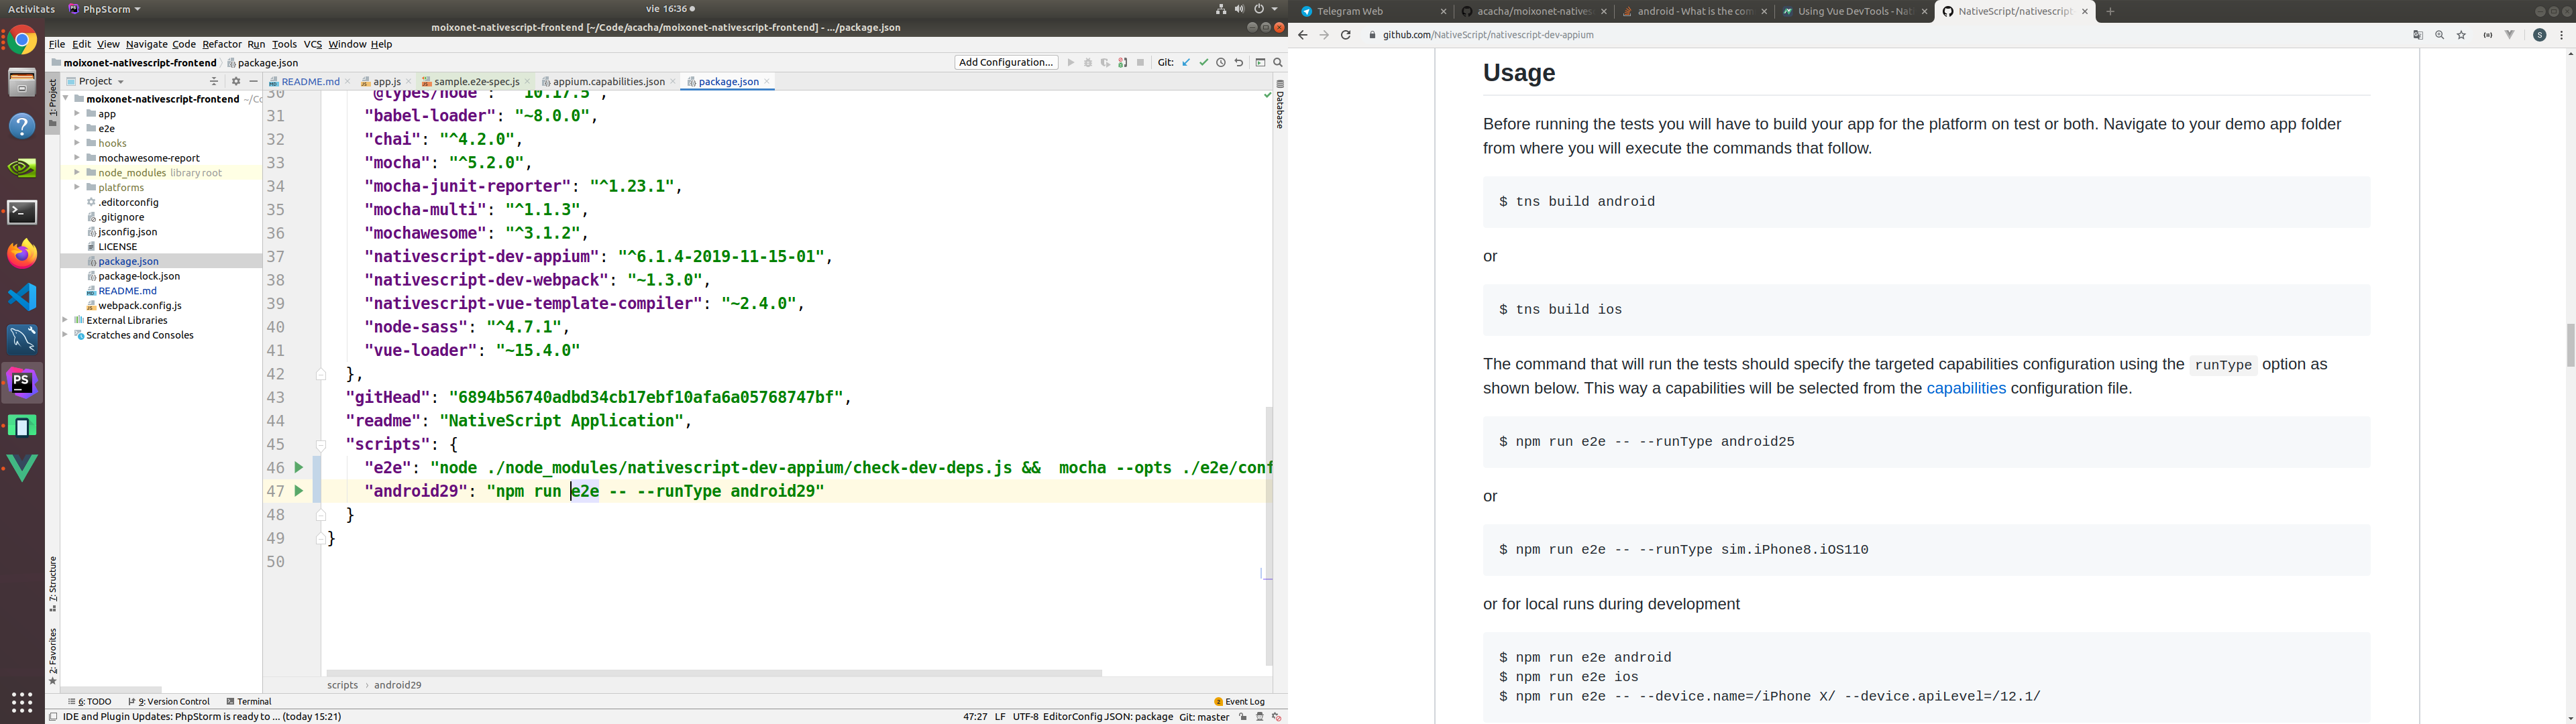 Activitats
PhpStorm
vie 16:36
moixonet-nativescript-frontend [~/Code/acacha/moixonet-nativescript-frontend] - .../package.json
File Edit View Navigate Code Refactor Run Tools VCS Window Help
moixonet-nativescript-frontend
package.json
Add Configuration...
Git:
Project
README.md
app.js
sample.e2e-spec.js
appium.capabilities.json
package.json
1: Project
7: Structure
2: Favorites
Database
moixonet-nativescript-frontend
app
e2e
hooks
mochawesome-report
node_modules library root
platforms
.editorconfig
.gitignore
jsconfig.json
LICENSE
package.json
package-lock.json
README.md
webpack.config.js
External Libraries
Scratches and Consoles
30 "@types/node": "10.17.5",
31 "babel-loader": "~8.0.0",
32 "chai": "^4.2.0",
33 "mocha": "^5.2.0",
34 "mocha-junit-reporter": "^1.23.1",
35 "mocha-multi": "^1.1.3",
36 "mochawesome": "^3.1.2",
37 "nativescript-dev-appium": "^6.1.4-2019-11-15-01",
38 "nativescript-dev-webpack": "~1.3.0",
39 "nativescript-vue-template-compiler": "~2.4.0",
40 "node-sass": "^4.7.1",
41 "vue-loader": "~15.4.0"
42 },
43 "gitHead": "6894b56740adbd34cb17ebf10afa6a05768747bf",
44 "readme": "NativeScript Application",
45 "scripts": {
46 "e2e": "node ./node_modules/nativescript-dev-appium/check-dev-deps.js && mocha --opts ./e2e/conf
47 "android29": "npm run e2e -- --runType android29"
48 }
49 }
50
scripts › android29
6: TODO
9: Version Control
Terminal
Event Log
IDE and Plugin Updates: PhpStorm is ready to ... (today 15:21)
47:27 LF UTF-8 EditorConfig JSON: package Git: master
Telegram Web
acacha/moixonet-natives
android - What is the com
Using Vue DevTools - Nat
NativeScript/nativescript
github.com/NativeScript/nativescript-dev-appium
S
Usage
Before running the tests you will have to build your app for the platform on test or both. Navigate to your demo app folder
from where you will execute the commands that follow.
$ tns build android
or
$ tns build ios
The command that will run the tests should specify the targeted capabilities configuration using the runType option as
shown below. This way a capabilities will be selected from the capabilities configuration file.
$ npm run e2e -- --runType android25
or
$ npm run e2e -- --runType sim.iPhone8.iOS110
or for local runs during development
$ npm run e2e android
$ npm run e2e ios
$ npm run e2e -- --device.name=/iPhone X/ --device.apiLevel=/12.1/